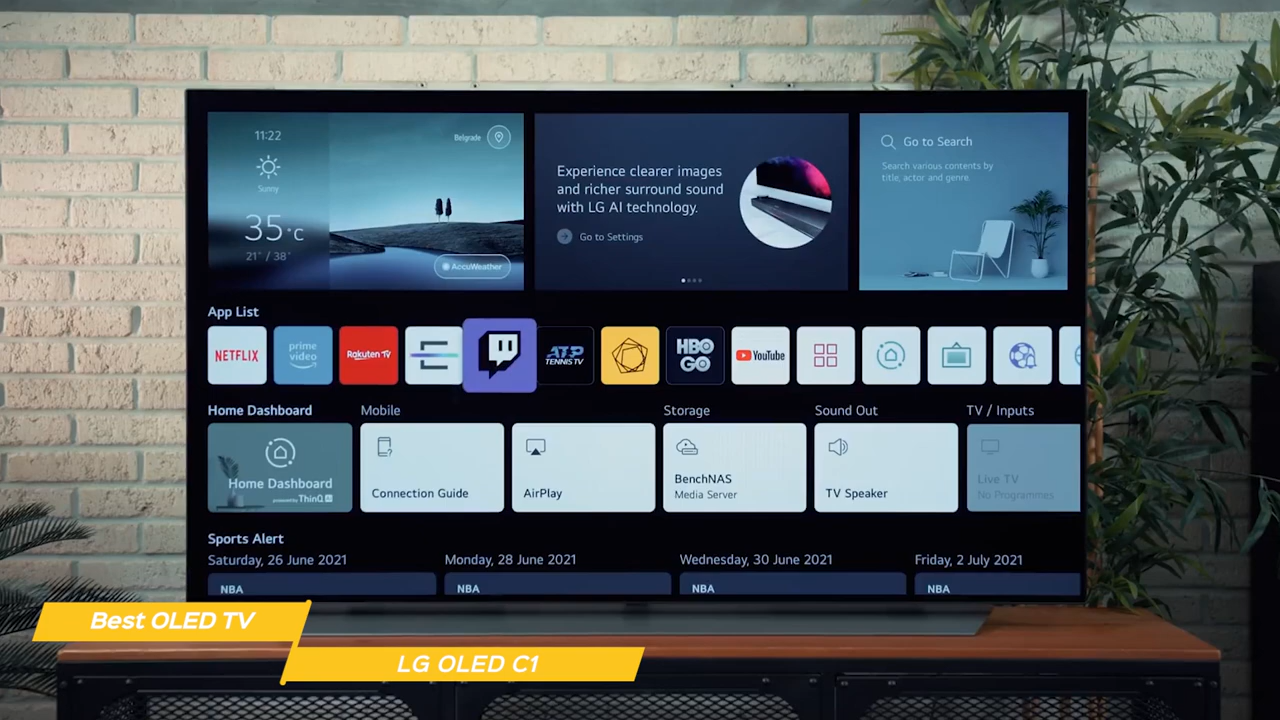 11:22
Belgrade
Sunny
35°C
21° / 38°
AccuWeather
Experience clearer images
and richer surround sound
with LG AI technology.
Go to Settings
Go to Search
Search various contents by
title, actor and genre.
App List
NETFLIX
prime
video
Rakuten TV
ATP
TENNIS TV
HBO
GO
YouTube
Home Dashboard
Mobile
Storage
Sound Out
TV / Inputs
Home Dashboard
powered by ThinQ AI
Connection Guide
AirPlay
BenchNAS
Media Server
TV Speaker
Live TV
No Programmes
Sports Alert
Saturday, 26 June 2021
Monday, 28 June 2021
Wednesday, 30 June 2021
Friday, 2 July 2021
NBA
NBA
NBA
NBA
Best OLED TV
LG OLED C1